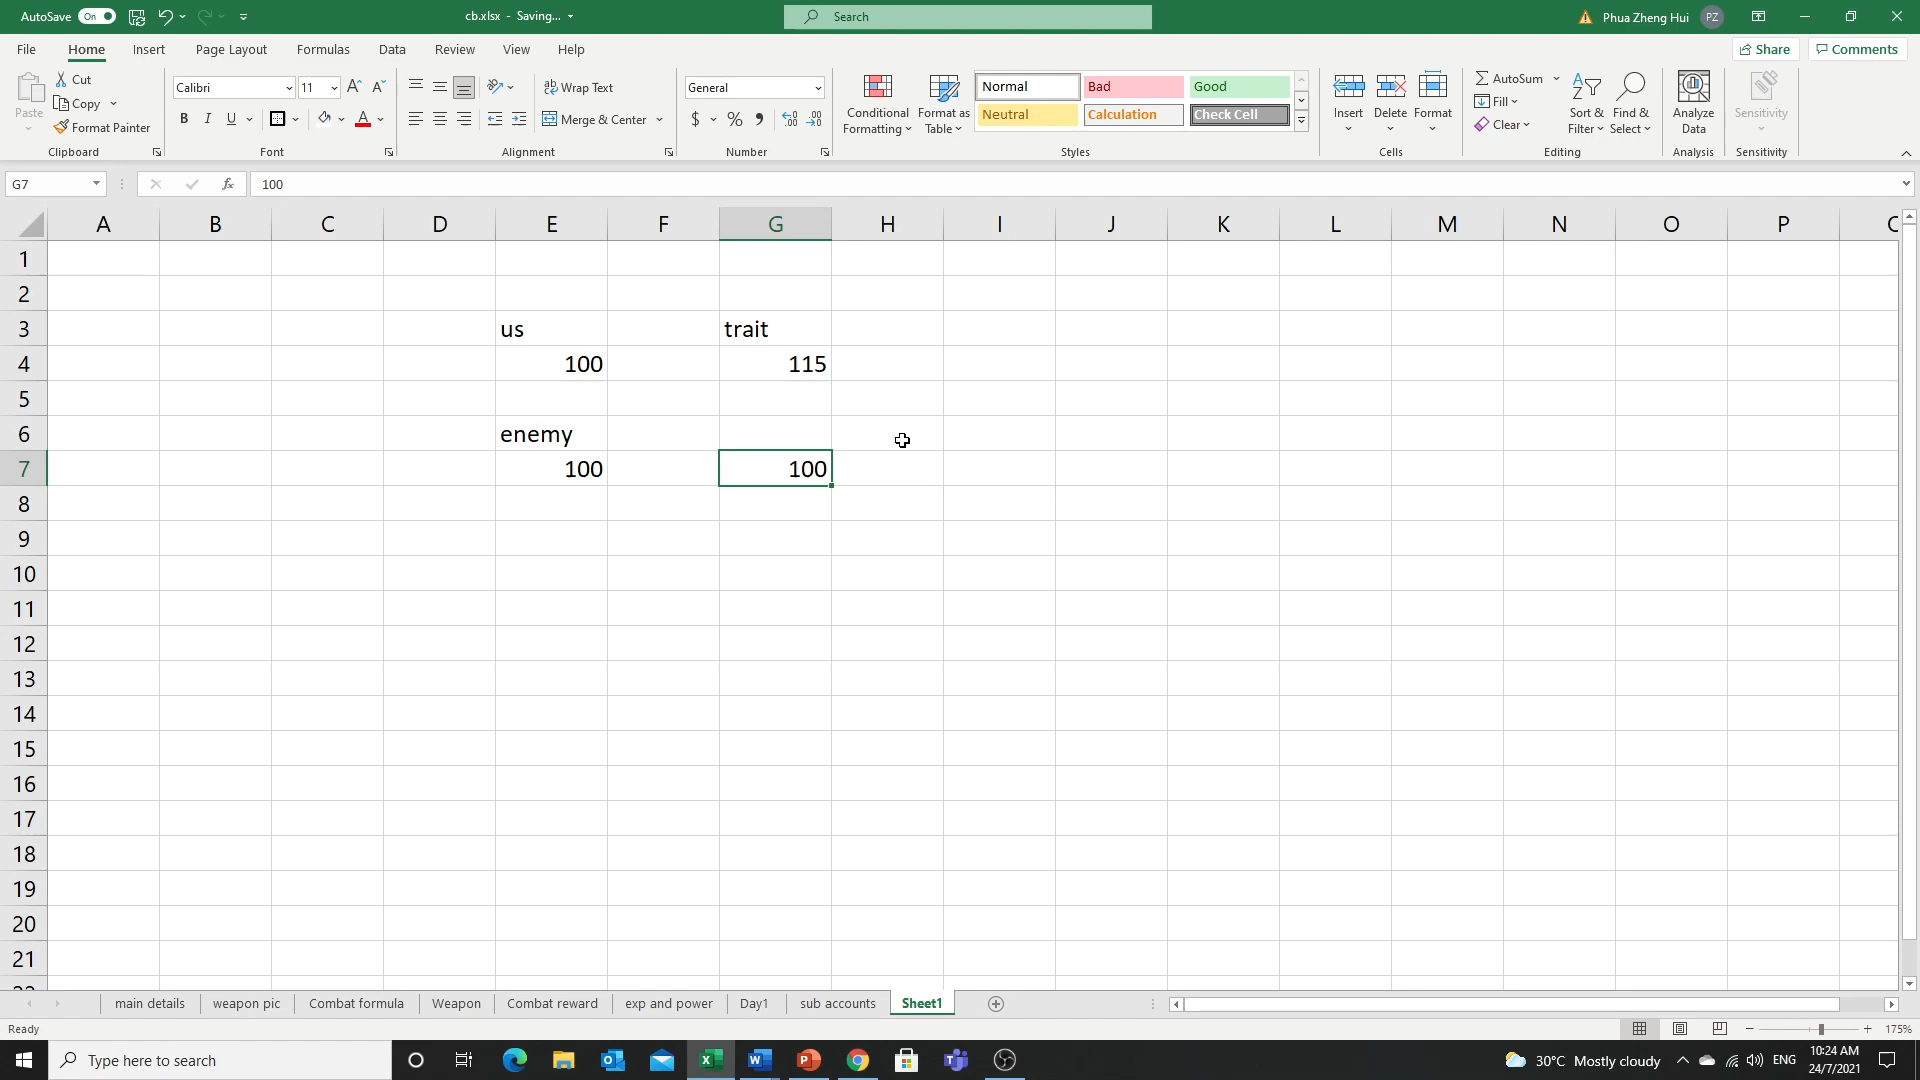 AutoSave On cb.xlsx - Saving... Search Phua Zheng Hui PZ
File Home Insert Page Layout Formulas Data Review View Help Share Comments
Paste Cut Copy Format Painter Clipboard
Calibri 11 B I U A Font
Wrap Text Merge & Center Alignment
General $ % Number
Conditional Formatting Format as Table Normal Bad Good Neutral Calculation Check Cell Styles
Insert Delete Format Cells
AutoSum Fill Clear Sort & Filter Find & Select Editing
Analyze Data Analysis Sensitivity Sensitivity
G7 fx 100
A B C D E F G H I J K L M N O P
1
2
3 us trait
4 100 115
5
6 enemy
7 100 100
8
9
10
11
12
13
14
15
16
17
18
19
20
21
main details weapon pic Combat formula Weapon Combat reward exp and power Day1 sub accounts Sheet1
Ready 175%
Type here to search 30°C Mostly cloudy ENG 10:24 AM
24/7/2021